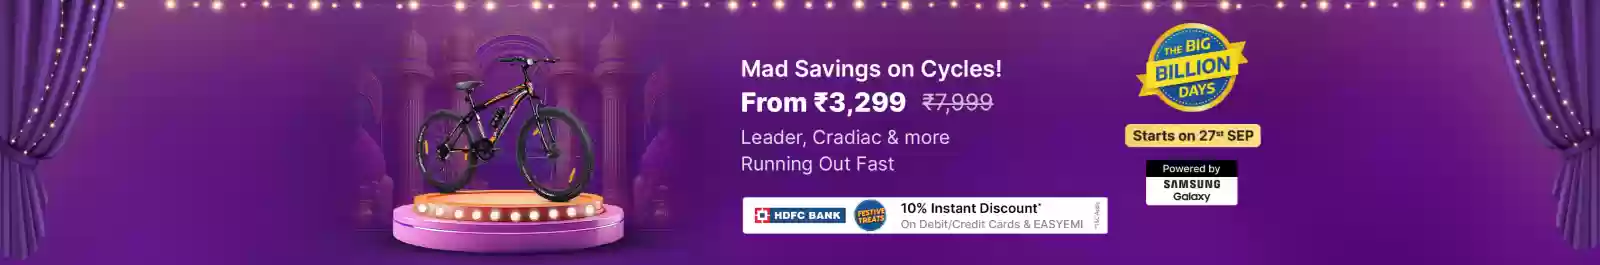 Mad Savings on Cycles!
From ₹3,299 ₹7,999
Leader, Cradiac & more
Running Out Fast
HDFC BANK
FESTIVE
TREATS
10% Instant Discount*
On Debit/Credit Cards & EASYEMI
*T&C Apply
THE BIG
BILLION
DAYS
Starts on 27ˢᵗ SEP
Powered by
SAMSUNG
Galaxy